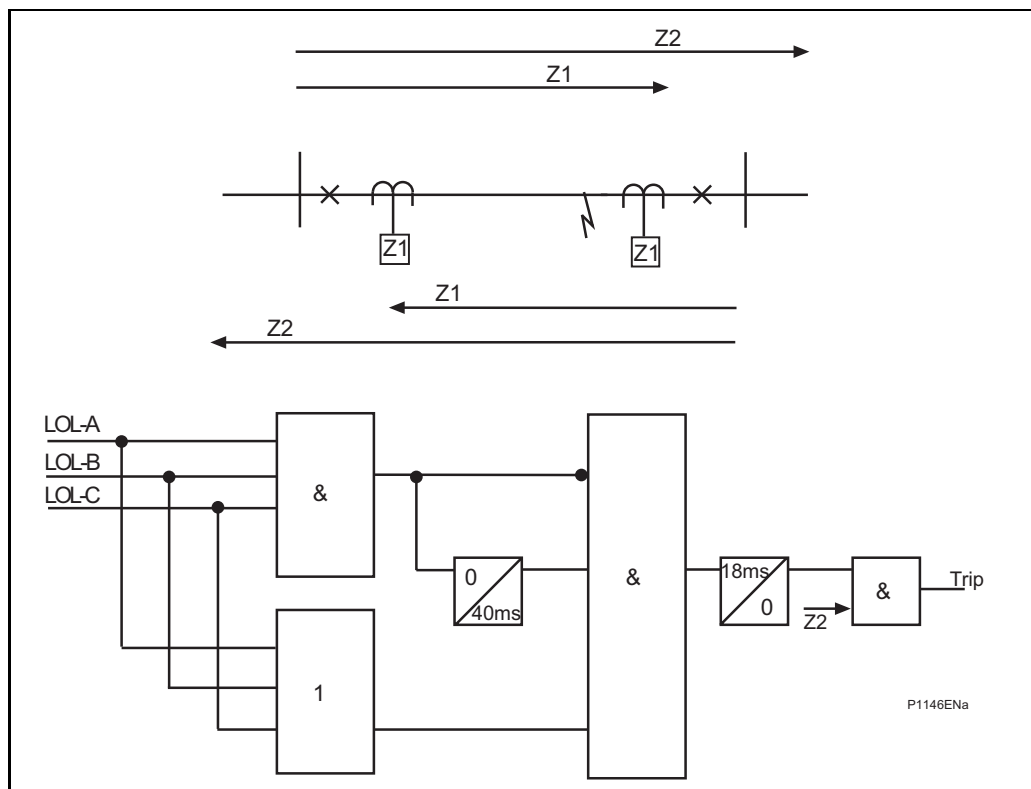 Z2
Z1
Z1
Z1
Z1
Z2
LOL-A
LOL-B
LOL-C
&
0
40ms
&
18ms
0
Z2
&
Trip
1
P1146ENa